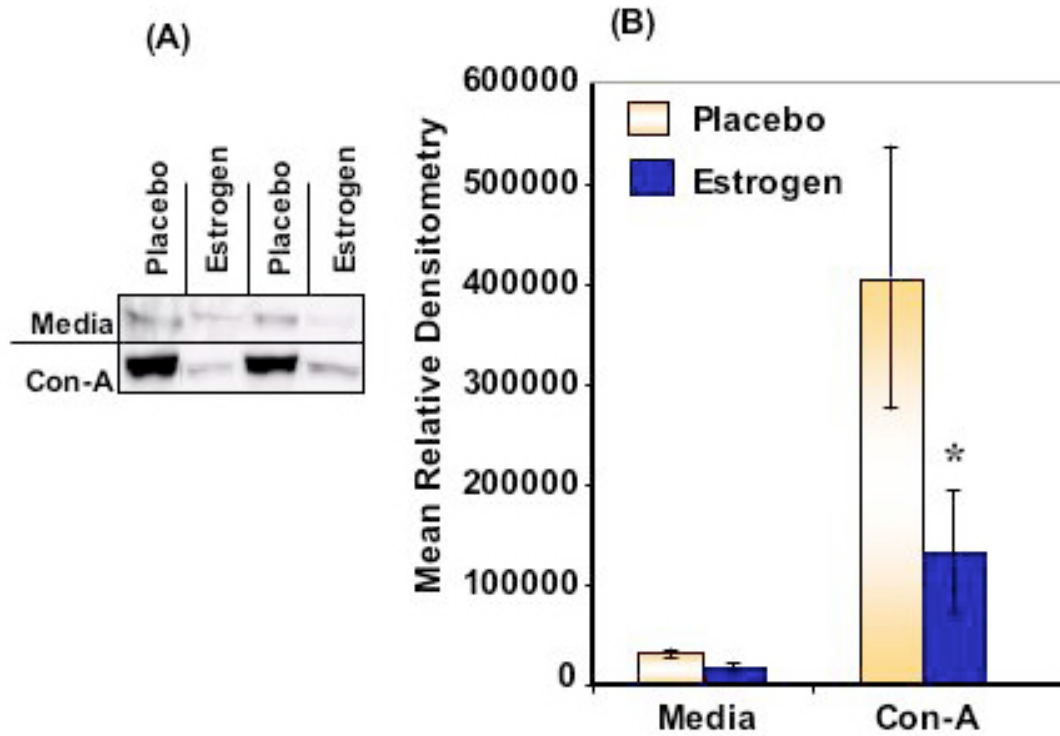 (A)
Placebo
Estrogen
Placebo
Estrogen
Media
Con-A
(B)
Mean Relative Densitometry
600000
500000
400000
300000
200000
100000
0
Placebo
Estrogen
*
Media
Con-A